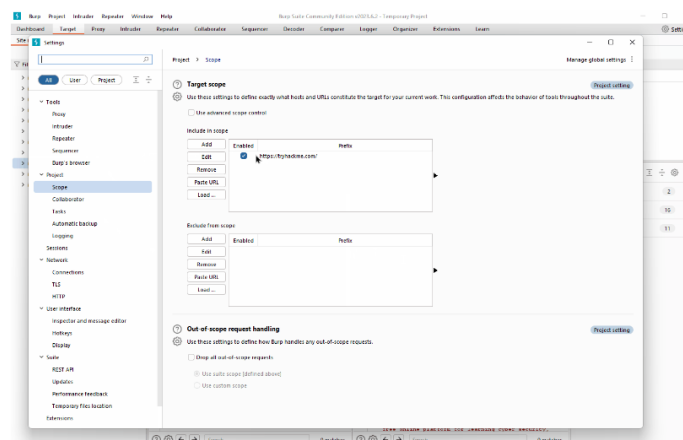 Burp Project Intruder Repeater Window Help
Burp Suite Community Edition
Temporary Project
Dashboard Target Proxy Intruder Repeater Collaborator Sequencer Decoder Comparer Logger Organizer Extensions Learn
Settings
Project > Scope
Manage global settings
All User Project
Target scope
Project setting
Use these settings to define exactly what hosts and URLs constitute the target for your current work. This configuration affects the behavior of tools throughout the suite.
Tools
Proxy
Intruder
Repeater
Sequencer
Burp's browser
Project
Scope
Collaborator
Tasks
Automatic backup
Logging
Sessions
Network
Connections
TLS
HTTP
User interface
Inspector and message editor
Hotkeys
Display
Suite
REST API
Updates
Performance feedback
Temporary files location
Extensions
Use advanced scope control
Include in scope
Add
Edit
Remove
Paste URL
Load ...
Enabled Prefix
https://tryhackme.com/
Exclude from scope
Add
Edit
Remove
Paste URL
Load ...
Enabled Prefix
Out-of-scope request handling
Project setting
Use these settings to define how Burp handles any out-of-scope requests.
Drop all out-of-scope requests
Use suite scope [defined above]
Use custom scope
2
10
11
free online platform for learning cyber security,